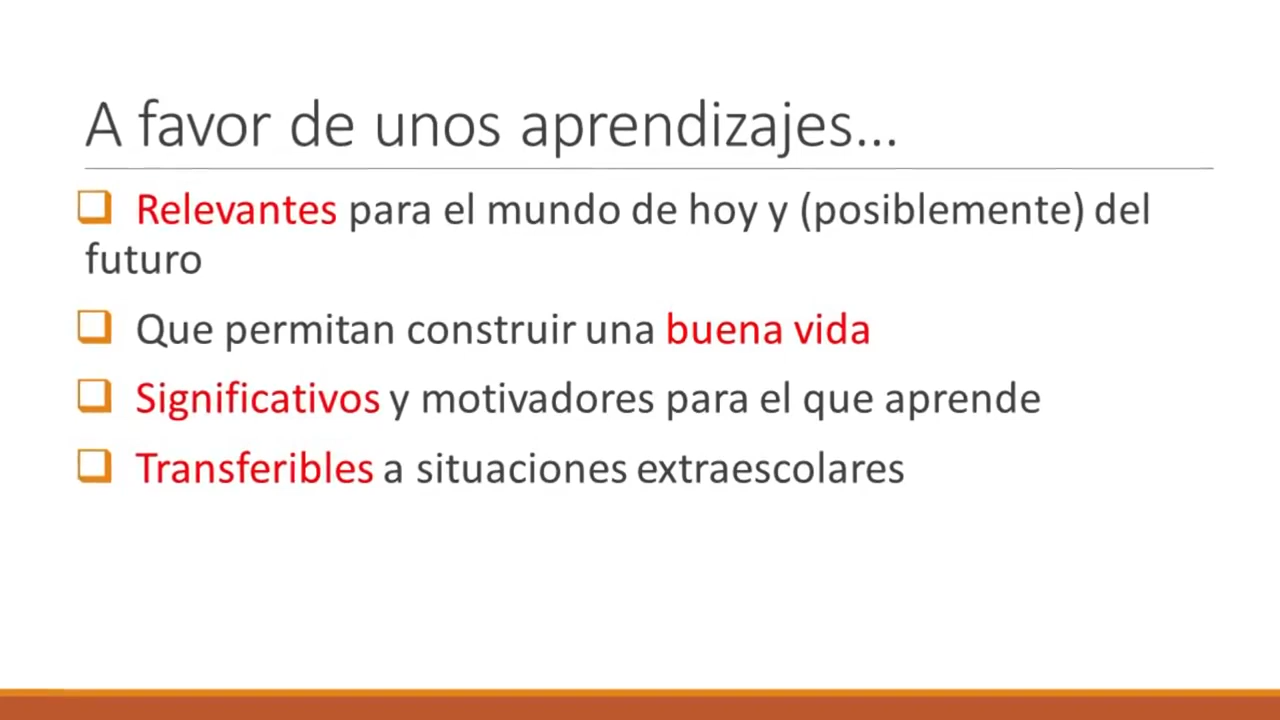 A favor de unos aprendizajes...
Relevantes para el mundo de hoy y (posiblemente) del
futuro
Que permitan construir una buena vida
Significativos y motivadores para el que aprende
Transferibles a situaciones extraescolares